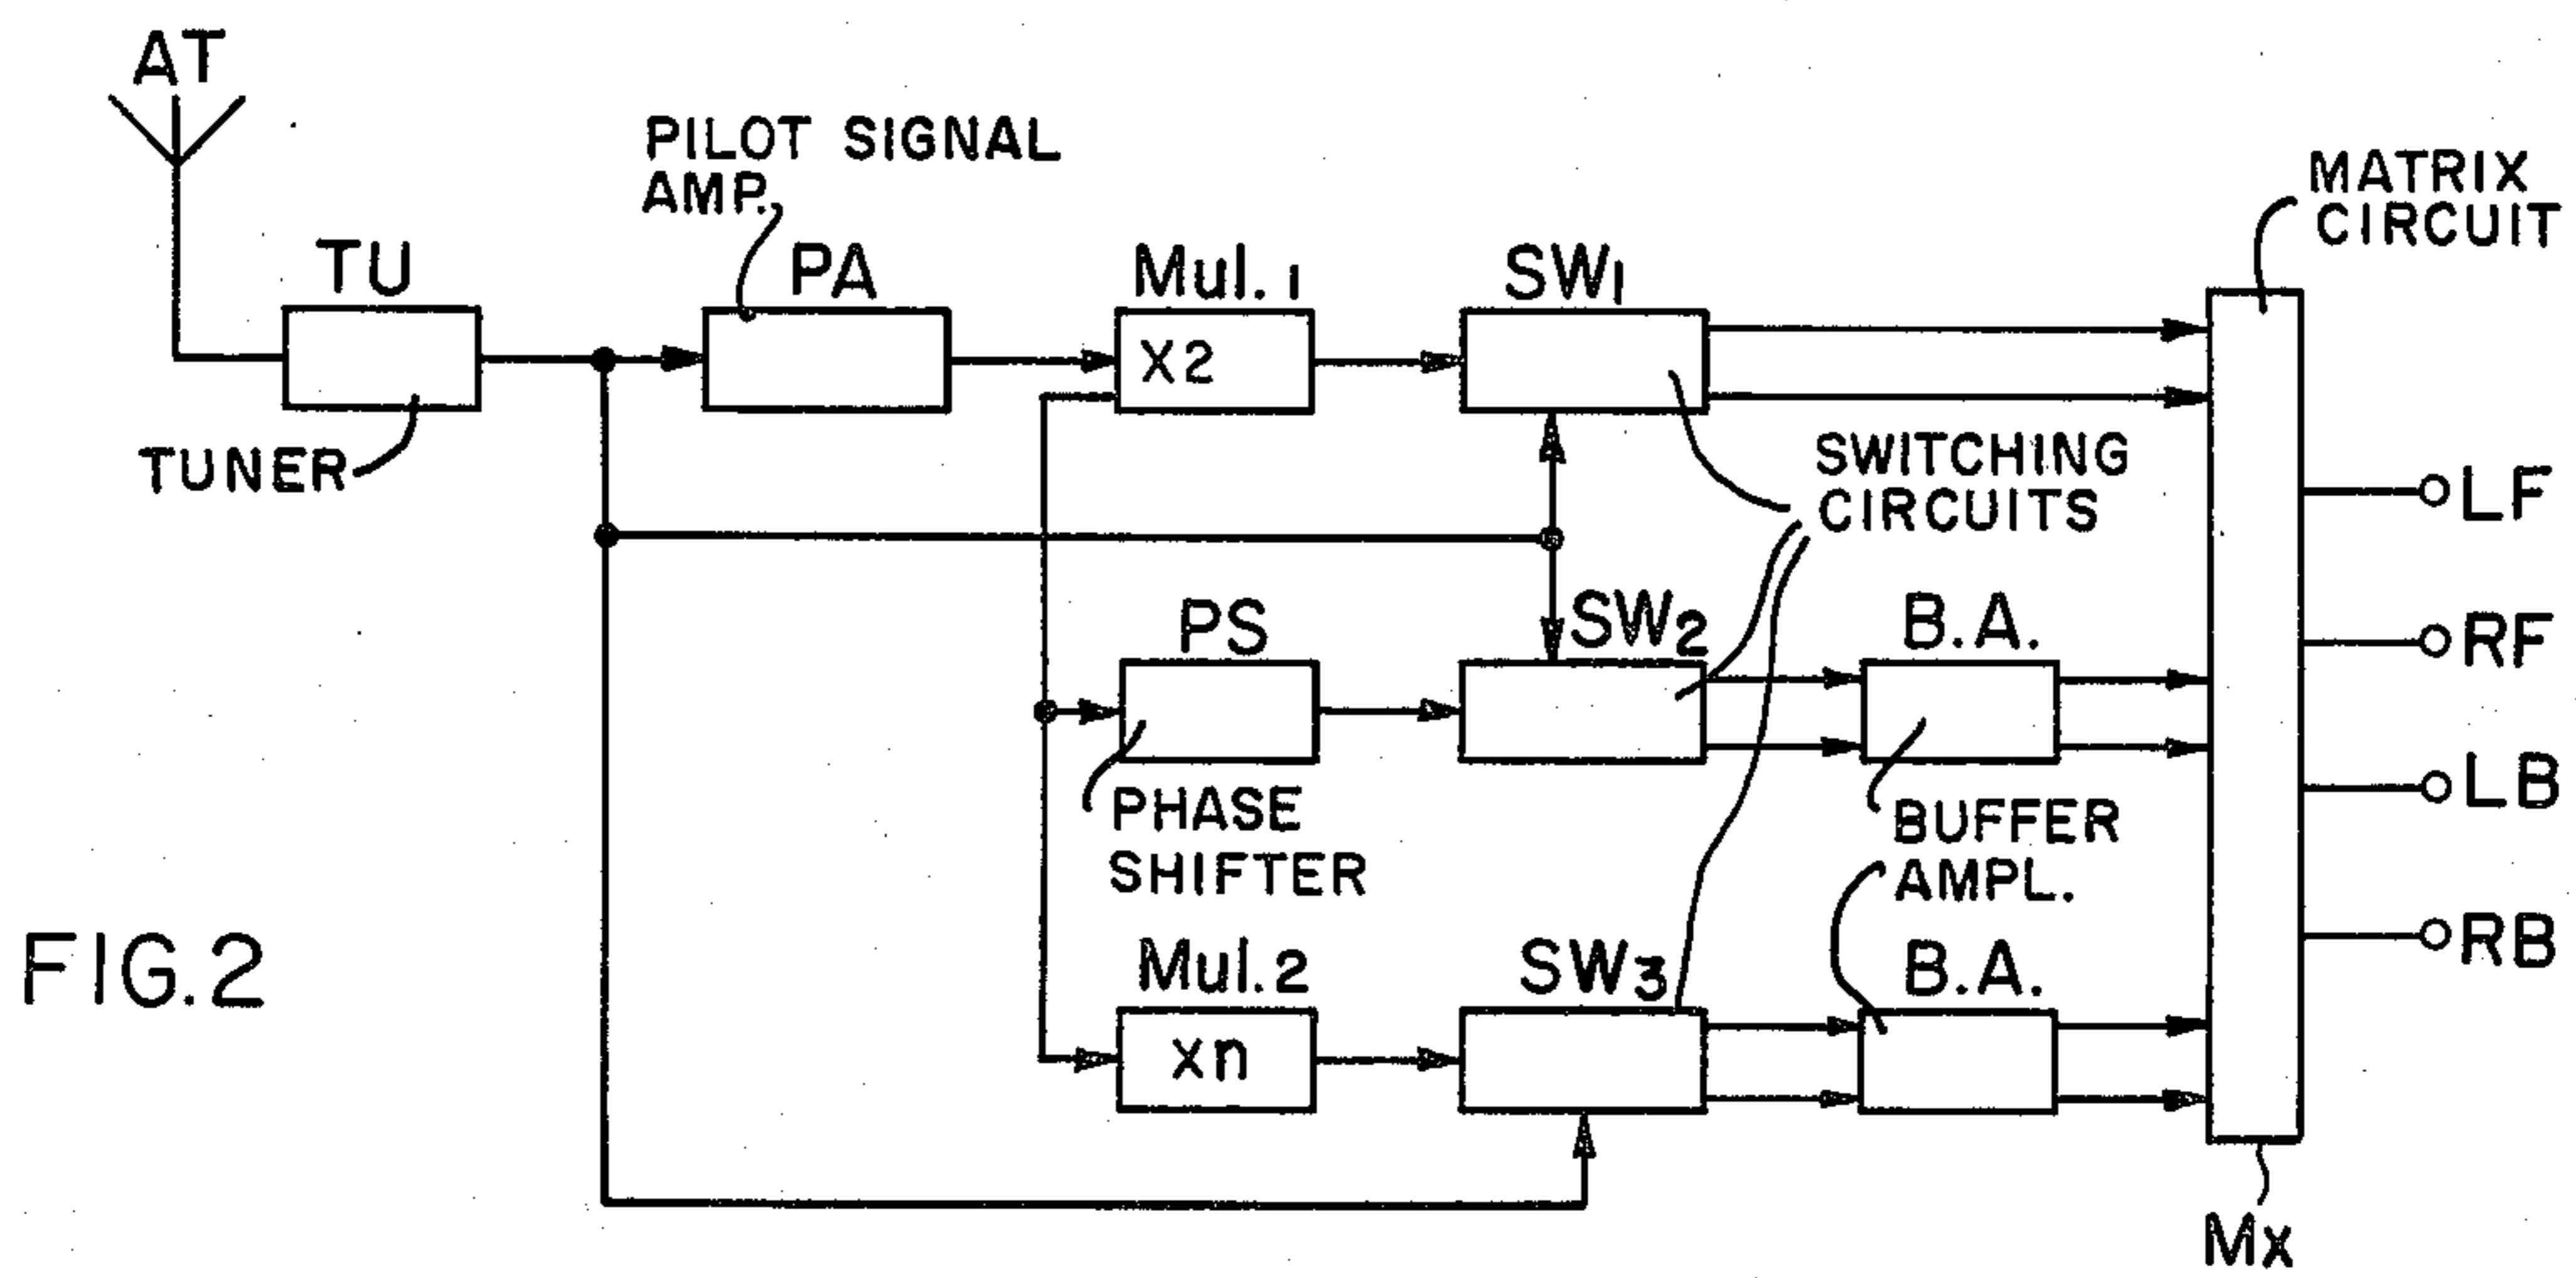 AT
PILOT SIGNAL
AMP.
MATRIX
CIRCUIT
TU
PA
Mul. 1
SW1
X2
TUNER
SWITCHING
CIRCUITS
LF
PS
SW2
B.A.
RF
PHASE
SHIFTER
BUFFER
AMPL.
LB
FIG.2
Mul.2
SW3
B.A.
RB
xn
Mx